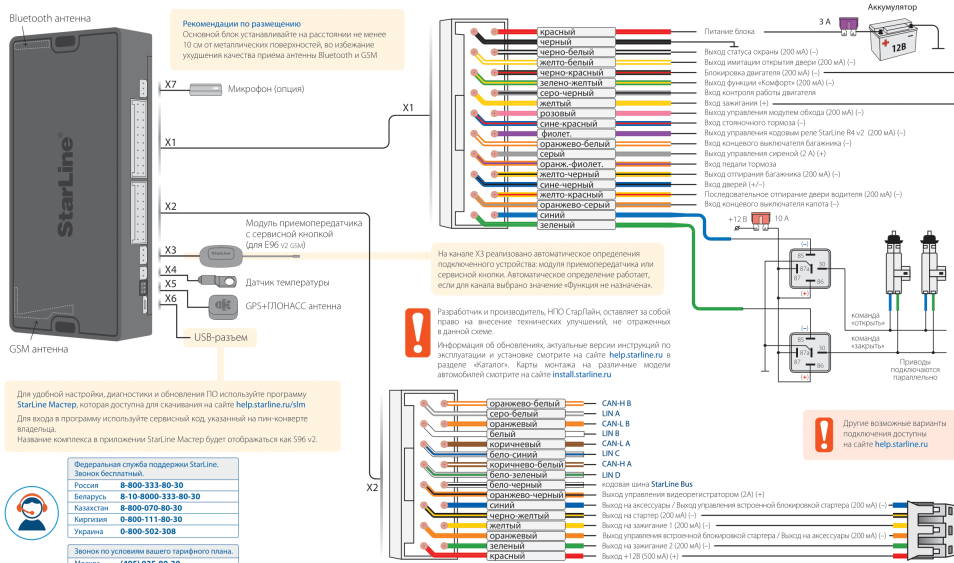 Bluetooth антенна
Рекомендации по размещению
Основной блок устанавливайте на расстоянии не менее
10 см от металлических поверхностей, во избежание
ухудшения качества приема антенны Bluetooth и GSM
StarLine®
X7
Микрофон (опция)
X1
X1
X2
Модуль приемопередатчика
с сервисной кнопкой
(для E96 V2 GSM)
X3
StarLine
X4
Датчик температуры
X5
GPS+ГЛОНАСС антенна
X6
USB-разъем
GSM антенна
Для удобной настройки, диагностики и обновления ПО используйте программу
StarLine Мастер, которая доступна для скачивания на сайте help.starline.ru/slm
Для входа в программу используйте сервисный код, указанный на пин-конверте
владельца.
Название комплекса в приложении StarLine Мастер будет отображаться как S96 v2.
Федеральная служба поддержки StarLine.
Звонок бесплатный.
Россия 8-800-333-80-30
Беларусь 8-10-8000-333-80-30
Казахстан 8-800-070-80-30
Киргизия 0-800-111-80-30
Украина 0-800-502-308
Звонок по условиям вашего тарифного плана.
Аккумулятор
3 А
12В
красный Питание блока
черный
черно-белый Выход статуса охраны (200 мА) (–)
желто-белый Выход имитации открытия двери (200 мА) (–)
черно-красный Блокировка двигателя (200 мА) (–)
зелено-желтый Выход функции «Комфорт» (200 мА) (–)
серо-черный Вход контроля работы двигателя
желтый Вход зажигания (+)
розовый Выход управления модулем обхода (200 мА) (–)
сине-красный Вход стояночного тормоза (–)
фиолет. Выход управления кодовым реле StarLine R4 v2 (200 мА) (–)
оранжево-белый Вход концевого выключателя багажника (–)
серый Выход управления сиреной (2 А) (+)
оранж.-фиолет. Вход педали тормоза
желто-черный Выход отпирания багажника (200 мА) (–)
сине-черный Вход дверей (+/–)
желто-красный Последовательное отпирание двери водителя (200 мА) (–)
оранжево-серый Вход концевого выключателя капота (–)
синий
зеленый
+12 В
10 А
(–)
85
30
87a
87
86
(+)
команда
«открыть»
(–)
85
30
87a
87
86
(+)
команда
«закрыть»
Приводы
подключаются
параллельно
На канале X3 реализовано автоматическое определения
подключенного устройства: модуля приемопередатчика или
сервисной кнопки. Автоматическое определение работает,
если для канала выбрано значение «Функция не назначена».
Разработчик и производитель, НПО СтарЛайн, оставляет за собой
право на внесение технических улучшений, не отраженных
в данной схеме.
Информация об обновлениях, актуальные версии инструкций по
эксплуатации и установке смотрите на сайте help.starline.ru в
разделе «Каталог». Карты монтажа на различные модели
автомобилей смотрите на сайте install.starline.ru
Другие возможные варианты
подключения доступны
на сайте help.starline.ru
X2
оранжево-белый CAN-H B
серо-белый LIN A
оранжевый CAN-L B
белый LIN B
коричневый CAN-L A
бело-синий LIN C
коричнево-белый CAN-H A
бело-зеленый LIN D
бело-черный кодовая шина StarLine Bus
оранжево-черный Выход управления видеорегистратором (2А) (+)
синий Выход на аксессуары / Выход управления встроенной блокировкой стартера (200 мА) (–)
черно-желтый Выход на стартер (200 мА) (–)
желтый Выход на зажигание 1 (200 мА) (–)
оранжевый Выход управления встроенной блокировкой стартера / Выход на аксессуары (200 мА) (–)
зеленый Выход на зажигание 2 (200 мА) (–)
красный Выход +12В (500 мА) (+)